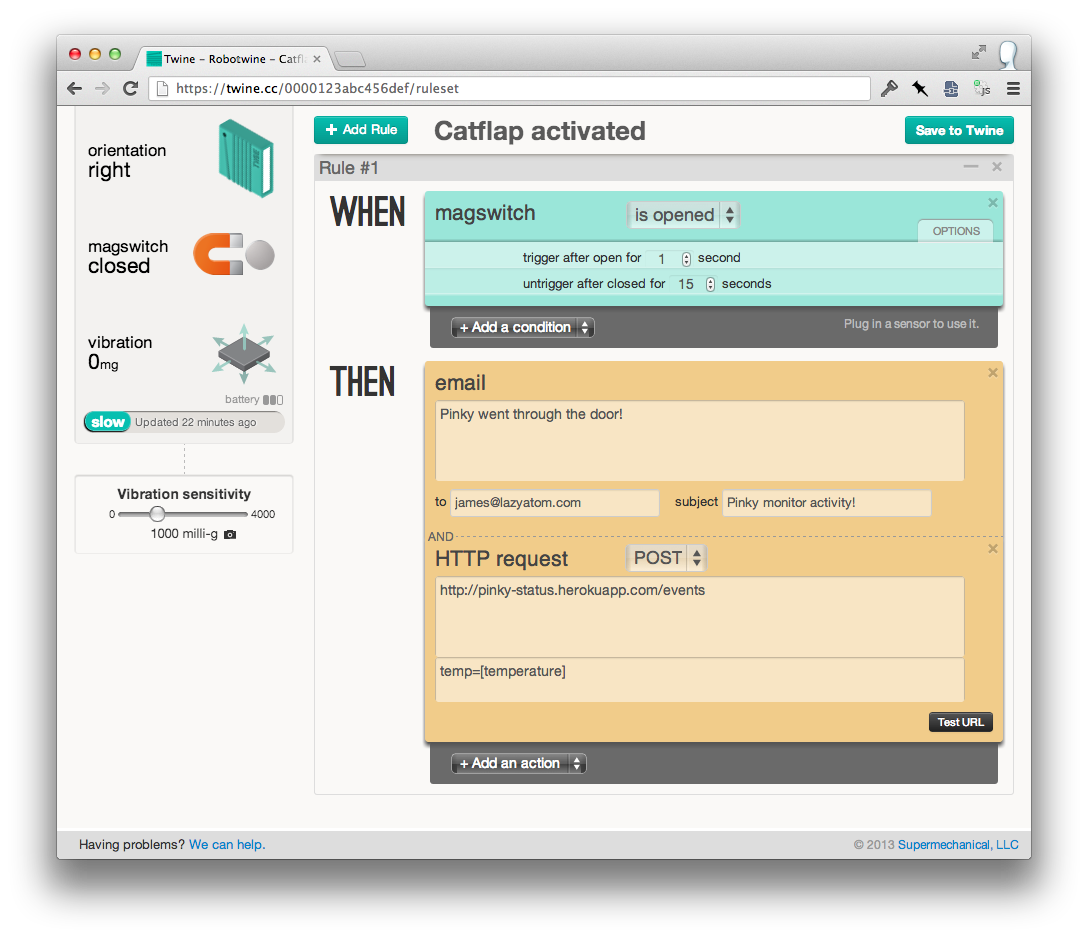 Twine – Robotwine – Catfl
https://twine.cc/0000123abc456def/ruleset
js
orientation
right
TWINE
magswitch
closed
vibration
0mg
battery
slow Updated 22 minutes ago
Vibration sensitivity
0 4000
1000 milli-g
+ Add Rule Catflap activated Save to Twine
Rule #1
WHEN
magswitch is opened
OPTIONS
trigger after open for 1 second
untrigger after closed for 15 seconds
+ Add a condition Plug in a sensor to use it.
THEN
email
Pinky went through the door!
to james@lazyatom.com subject Pinky monitor activity!
AND
HTTP request POST
http://pinky-status.herokuapp.com/events
temp=[temperature]
Test URL
+ Add an action
Having problems? We can help. © 2013 Supermechanical, LLC